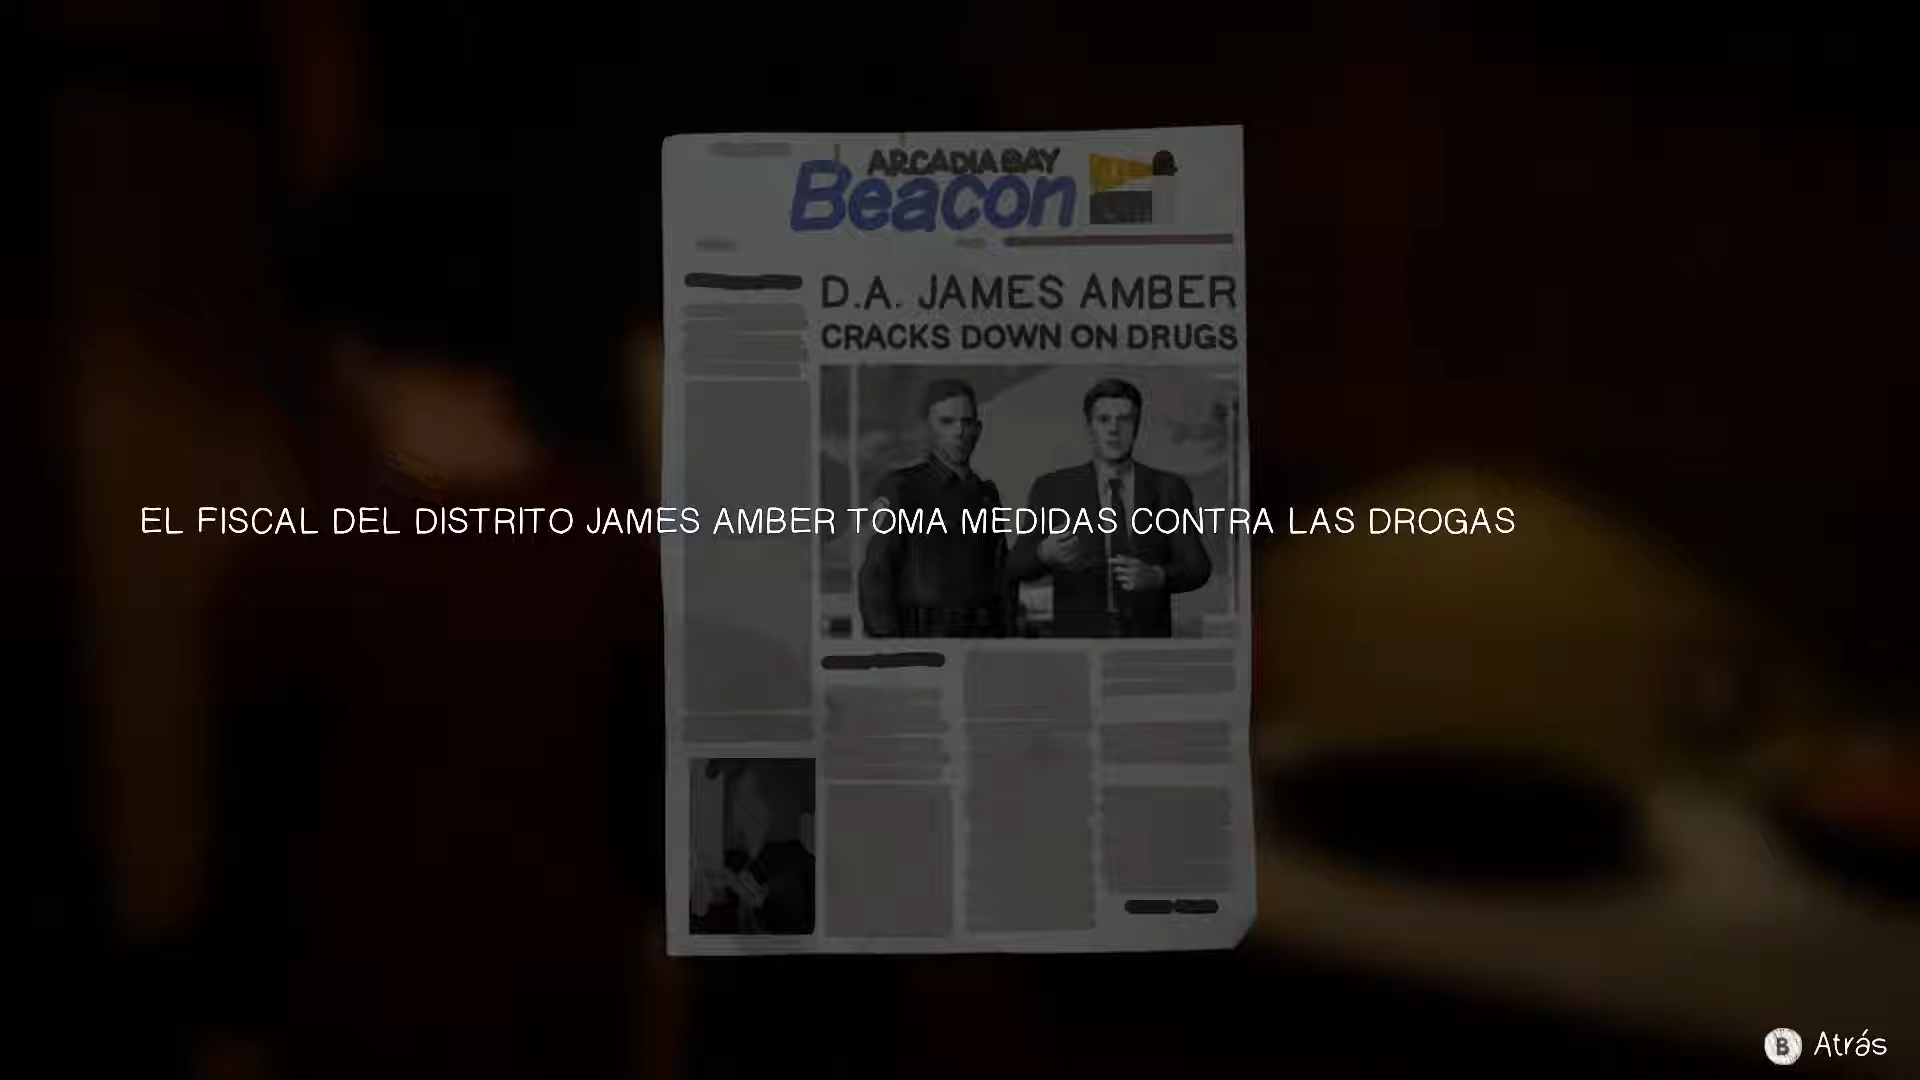 ARCADIA BAY
Beacon
D.A. JAMES AMBER
CRACKS DOWN ON DRUGS
EL FISCAL DEL DISTRITO JAMES AMBER TOMA MEDIDAS CONTRA LAS DROGAS
B Atrás